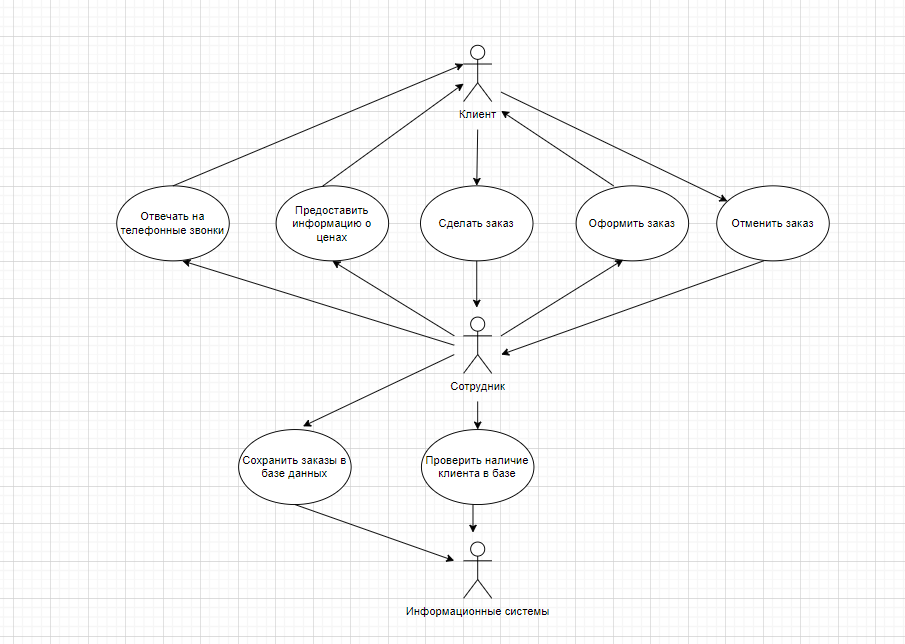 Клиент
Отвечать на
телефонные звонки
Предоставить
информацию о
ценах
Сделать заказ
Оформить заказ
Отменить заказ
Сотрудник
Сохранить заказы в
базе данных
Проверить наличие
клиента в базе
Информационные системы